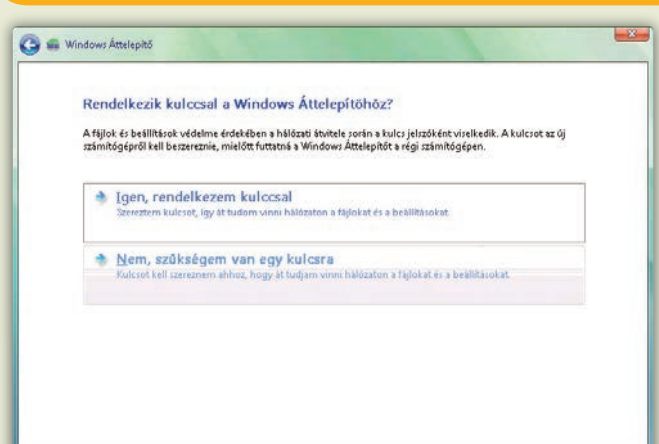 Windows Áttelepítő
Rendelkezik kulccsal a Windows Áttelepítőhöz?
A fájlok és beállítások védelme érdekében a hálózati átvitele során a kulcs jelszóként viselkedik. A kulcsot az új
számítógépről kell beszereznie, mielőtt futtatná a Windows Áttelepítőt a régi számítógépen.
Igen, rendelkezem kulccsal
Szereztem kulcsot, így át tudom vinni hálózaton a fájlokat és a beállításokat.
Nem, szükségem van egy kulcsra
Kulcsot kell szereznem ahhoz, hogy át tudjam vinni hálózaton a fájlokat és a beállításokat.